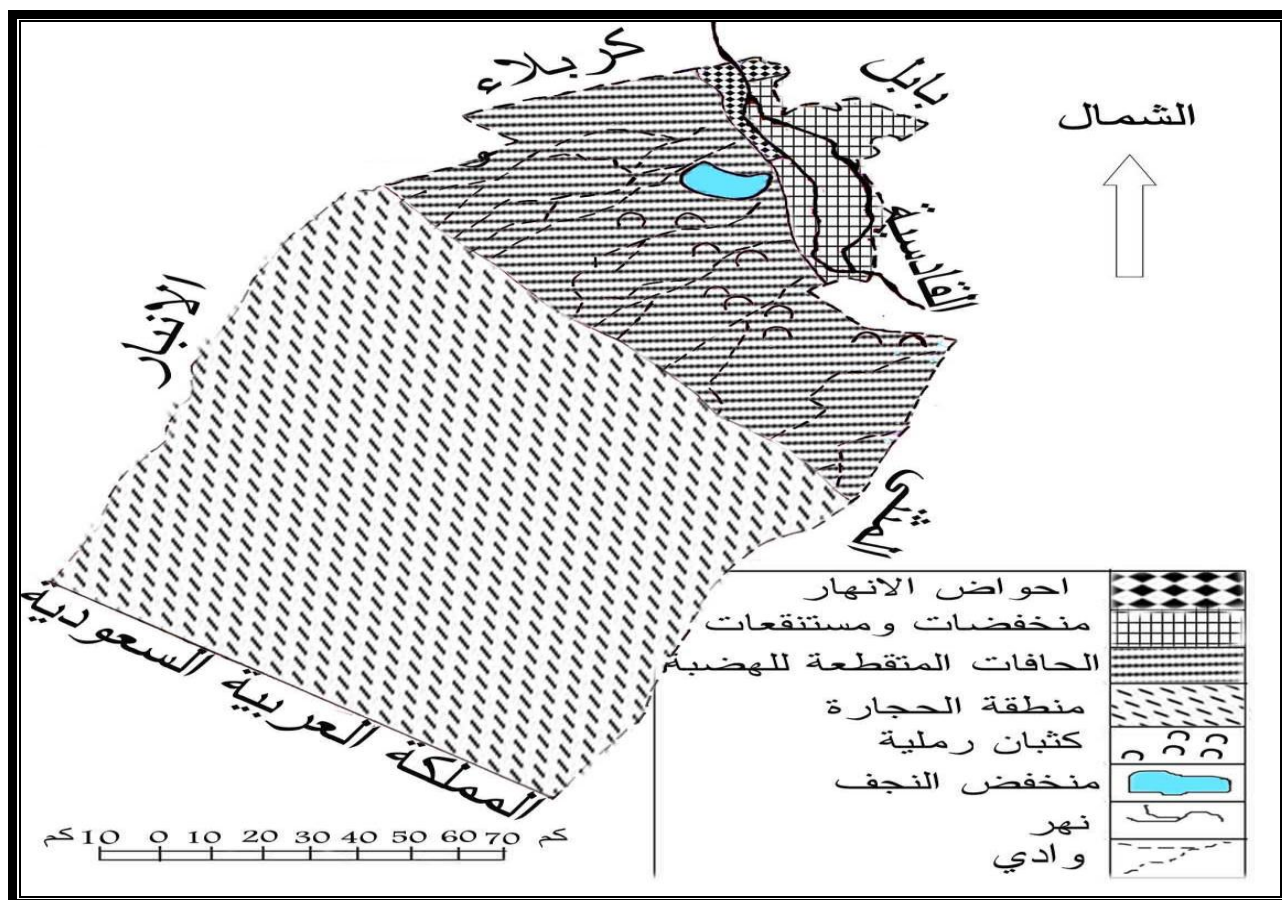 كربلاء
بابل
الشمال
القادسية
الانبار
المثنى
المملكة العربية السعودية
احواض الانهار
منخفضات ومستنقعات
الحافات المتقطعة للهضبة
منطقة الحجارة
كثبان رملية
منخفض النجف
نهر
وادي
كم 10 0 10 20 30 40 50 60 70 كم